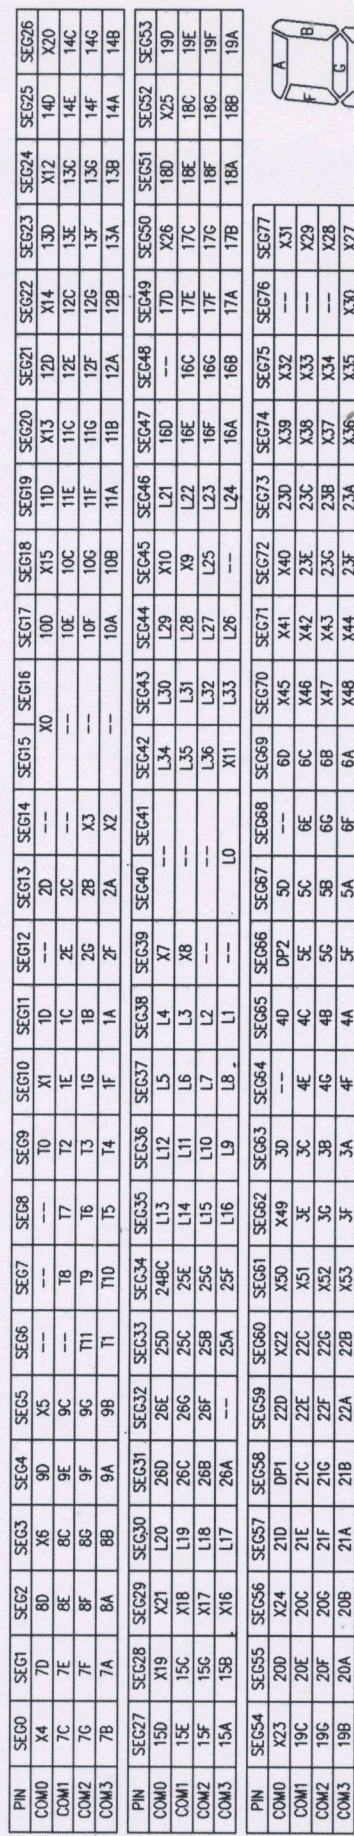 PIN SEG0 SEG1 SEG2 SEG3 SEG4 SEG5 SEG6 SEG7 SEG8 SEG9 SEG10 SEG11 SEG12 SEG13 SEG14 SEG15 SEG16 SEG17 SEG18 SEG19 SEG20 SEG21 SEG22 SEG23 SEG24 SEG25 SEG26
COM0 X4 7D 8D X6 9D X5 -- -- -- T0 X1 1D -- 2D -- X0 10D X15 11D X13 12D X14 13D X12 14D X20
COM1 7C 7E 8E 8C 9E 9C -- T8 T7 T2 1E 1C 2E 2C -- -- 10E 10C 11E 11C 12E 12C 13E 13C 14E 14C
COM2 7G 7F 8F 8G 9F 9G T11 T9 T6 T3 1G 1B 2G 2B X3 -- 10F 10G 11F 11G 12F 12G 13F 13G 14F 14G
COM3 7B 7A 8A 8B 9A 9B T1 T10 T5 T4 1F 1A 2F 2A X2 -- 10A 10B 11A 11B 12A 12B 13A 13B 14A 14B
PIN SEG27 SEG28 SEG29 SEG30 SEG31 SEG32 SEG33 SEG34 SEG35 SEG36 SEG37 SEG38 SEG39 SEG40 SEG41 SEG42 SEG43 SEG44 SEG45 SEG46 SEG47 SEG48 SEG49 SEG50 SEG51 SEG52 SEG53
COM0 15D X19 X21 L20 26D 26E 25D 24BC L13 L12 L5 L4 X7 -- L34 L30 L29 X10 L21 16D -- 17D X26 18D X25 19D
COM1 15E 15C X18 L19 26C 26G 25C 25E L14 L11 L6 L3 X8 -- L35 L31 L28 X9 L22 16E 16C 17E 17C 18E 18C 19E
COM2 15F 15G X17 L18 26B 26F 25B 25G L15 L10 L7 L2 -- -- L36 L32 L27 L25 L23 16F 16G 17F 17G 18F 18G 19F
COM3 15A 15B X16 L17 26A -- 25A 25F L16 L9 L8 L1 -- L0 X11 L33 L26 -- L24 16A 16B 17A 17B 18A 18B 19A
PIN SEG54 SEG55 SEG56 SEG57 SEG58 SEG59 SEG60 SEG61 SEG62 SEG63 SEG64 SEG65 SEG66 SEG67 SEG68 SEG69 SEG70 SEG71 SEG72 SEG73 SEG74 SEG75 SEG76 SEG77
COM0 X23 20D X24 21D DP1 22D X22 X50 X49 3D -- 4D DP2 5D -- 6D X45 X41 X40 23D X39 X32 -- X31
COM1 19C 20E 20C 21E 21C 22E 22C X51 3E 3C 4E 4C 5E 5C 6E 6C X46 X42 23E 23C X38 X33 -- X29
COM2 19G 20F 20G 21F 21G 22F 22G X52 3G 3B 4G 4B 5G 5B 6G 6B X47 X43 23G 23B X37 X34 -- X28
COM3 19B 20A 20B 21A 21B 22A 22B X53 3F 3A 4F 4A 5F 5A 6F 6A X48 X44 23F 23A X36 X35 X30 X27
A B
F G